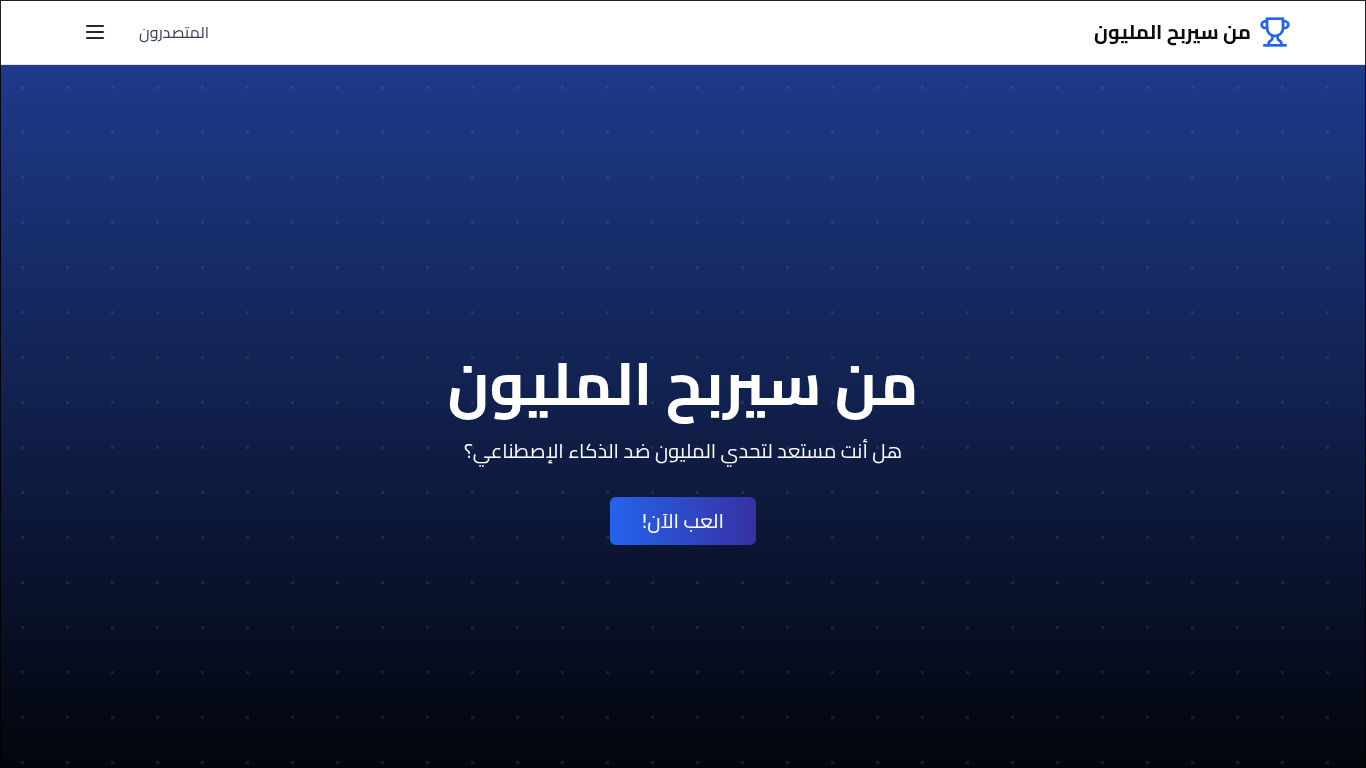 من سيربح المليون
المتصدرون
من سيربح المليون
هل أنت مستعد لتحدي المليون ضد الذكاء الإصطناعي؟
العب الآن!